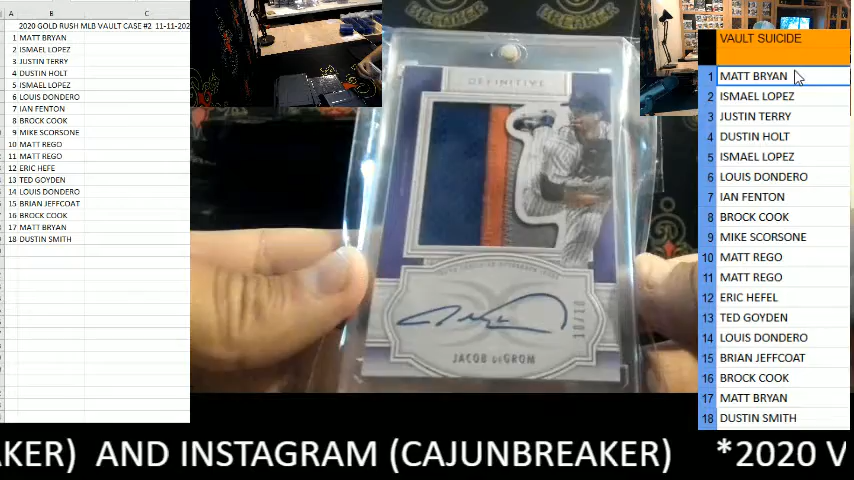 A B C
2020 GOLD RUSH MLB VAULT CASE #2 11-11-202
1 MATT BRYAN
2 ISMAEL LOPEZ
3 JUSTIN TERRY
4 DUSTIN HOLT
5 ISMAEL LOPEZ
6 LOUIS DONDERO
7 IAN FENTON
8 BROCK COOK
9 MIKE SCORSONE
10 MATT REGO
11 MATT REGO
12 ERIC HEFE
13 TED GOYDEN
14 LOUIS DONDERO
15 BRIAN JEFFCOAT
16 BROCK COOK
17 MATT BRYAN
18 DUSTIN SMITH
BREAKER
BREAKER
DEFINITIVE
10/10
JACOB deGROM
VAULT SUICIDE
1 MATT BRYAN
2 ISMAEL LOPEZ
3 JUSTIN TERRY
4 DUSTIN HOLT
5 ISMAEL LOPEZ
6 LOUIS DONDERO
7 IAN FENTON
8 BROCK COOK
9 MIKE SCORSONE
10 MATT REGO
11 MATT REGO
12 ERIC HEFEL
13 TED GOYDEN
14 LOUIS DONDERO
15 BRIAN JEFFCOAT
16 BROCK COOK
17 MATT BRYAN
18 DUSTIN SMITH
AKER) AND INSTAGRAM (CAJUNBREAKER) *2020 V